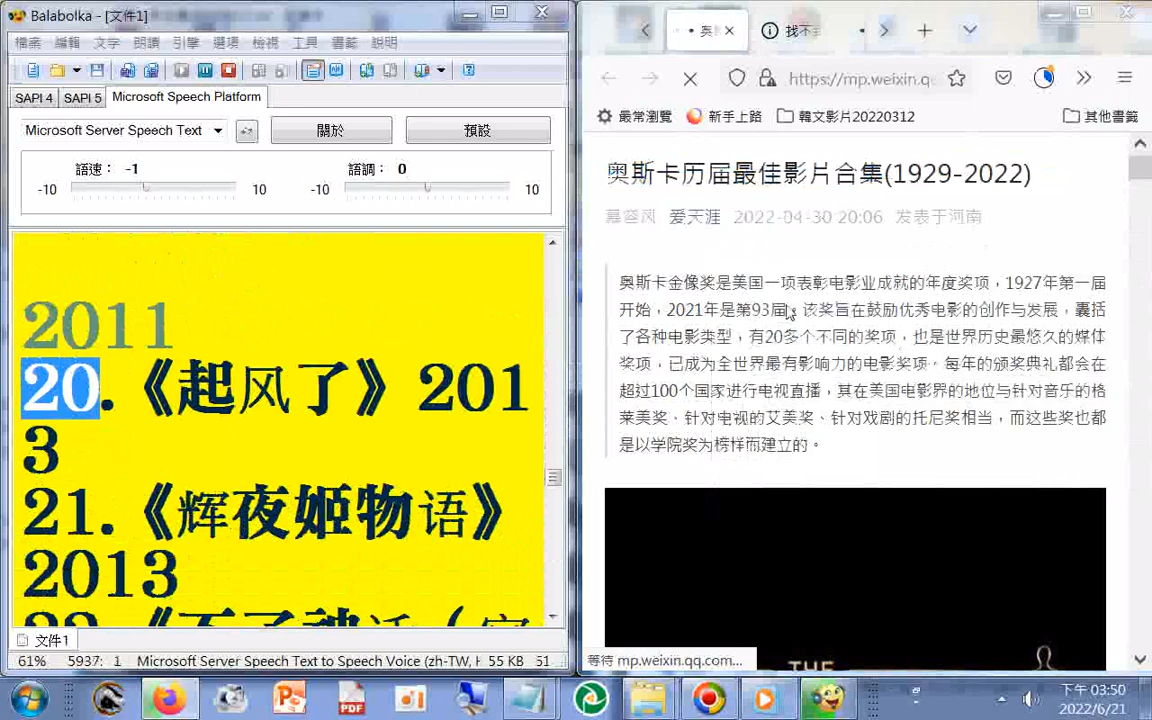 Balabolka - [文件1]
檔案 編輯 文字 朗讀 引擎 選項 檢視 工具 書籤 說明
SAPI 4 SAPI 5 Microsoft Speech Platform
Microsoft Server Speech Text 關於 預設
語速： -1 語調： 0
-10 10 -10 10
2011
20.《起风了》201
3
21.《辉夜姬物语》
2013
文件1
61% 5937: 1 Microsoft Server Speech Text to Speech Voice (zh-TW, H 55 KB 51
奥斯 找不
https://mp.weixin.q
最常瀏覽 新手上路 韓文影片20220312 其他書籤
奥斯卡历届最佳影片合集(1929-2022)
爱天涯 2022-04-30 20:06 发表于河南
奥斯卡金像奖是美国一项表彰电影业成就的年度奖项，1927年第一届
开始，2021年是第93届，该奖旨在鼓励优秀电影的创作与发展，囊括
了各种电影类型，有20多个不同的奖项，也是世界历史最悠久的媒体
奖项，已成为全世界最有影响力的电影奖项。每年的颁奖典礼都会在
超过100个国家进行电视直播，其在美国电影界的地位与针对音乐的格
莱美奖、针对电视的艾美奖、针对戏剧的托尼奖相当，而这些奖也都
是以学院奖为榜样而建立的。
THE
等待 mp.weixin.qq.com...
PDF
下午 03:50
2022/6/21